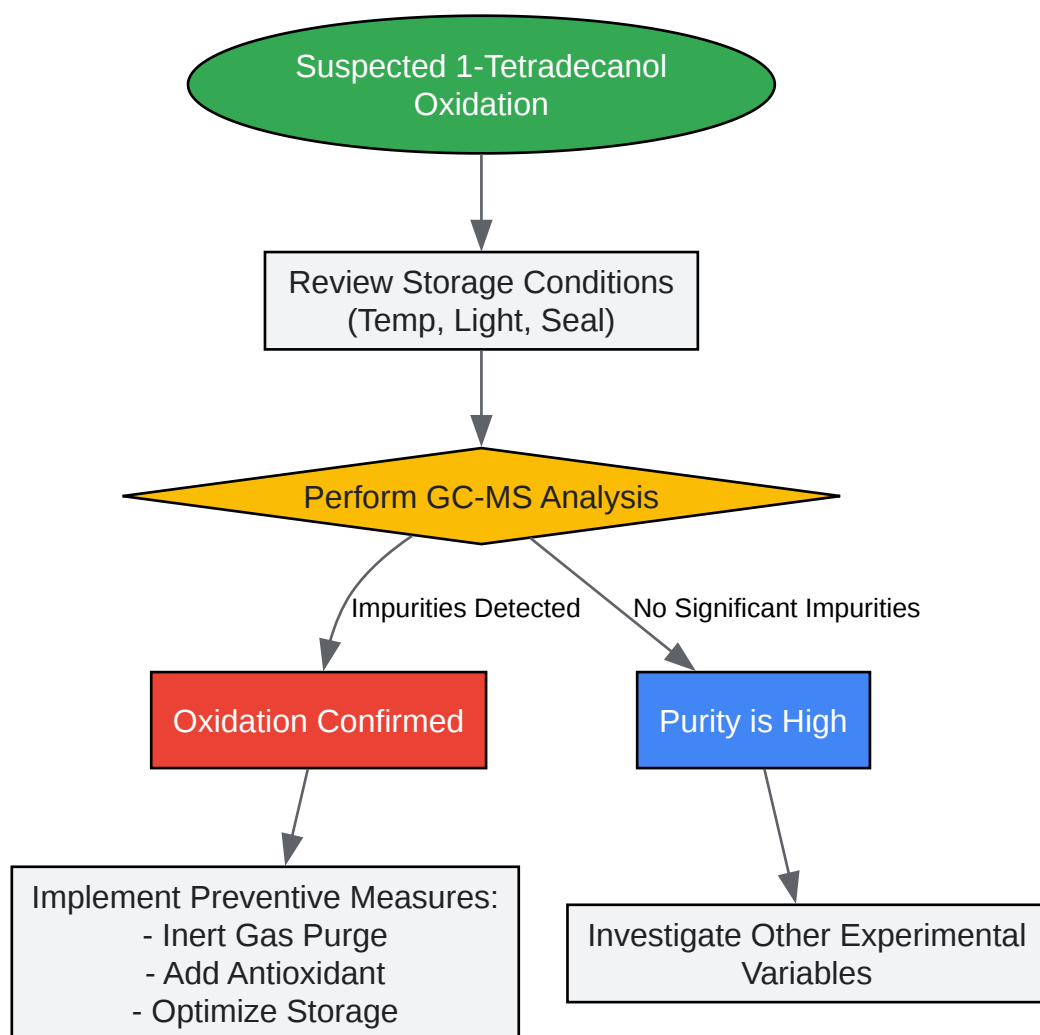 Suspected 1-Tetradecanol
Oxidation
Review Storage Conditions
(Temp, Light, Seal)
Perform GC-MS Analysis
Impurities Detected
No Significant Impurities
Oxidation Confirmed
Purity is High
Implement Preventive Measures:
- Inert Gas Purge
- Add Antioxidant
- Optimize Storage
Investigate Other Experimental
Variables